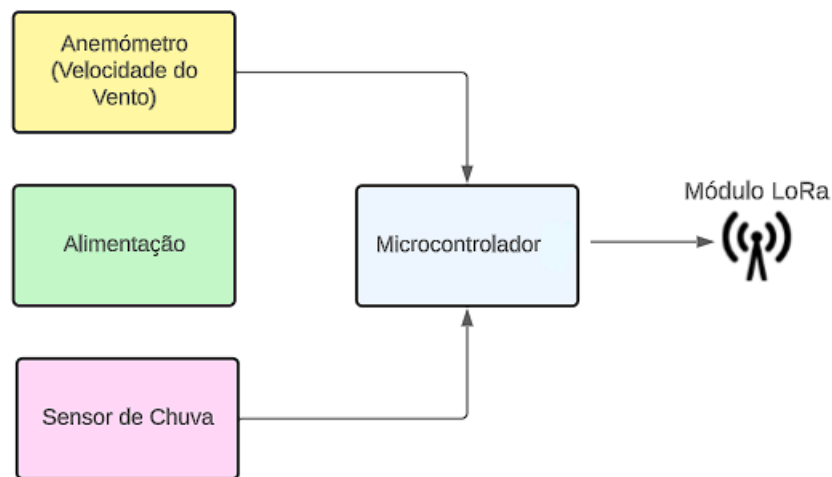 Anemómetro
(Velocidade do
Vento)
Alimentação
Microcontrolador
Módulo LoRa
Sensor de Chuva